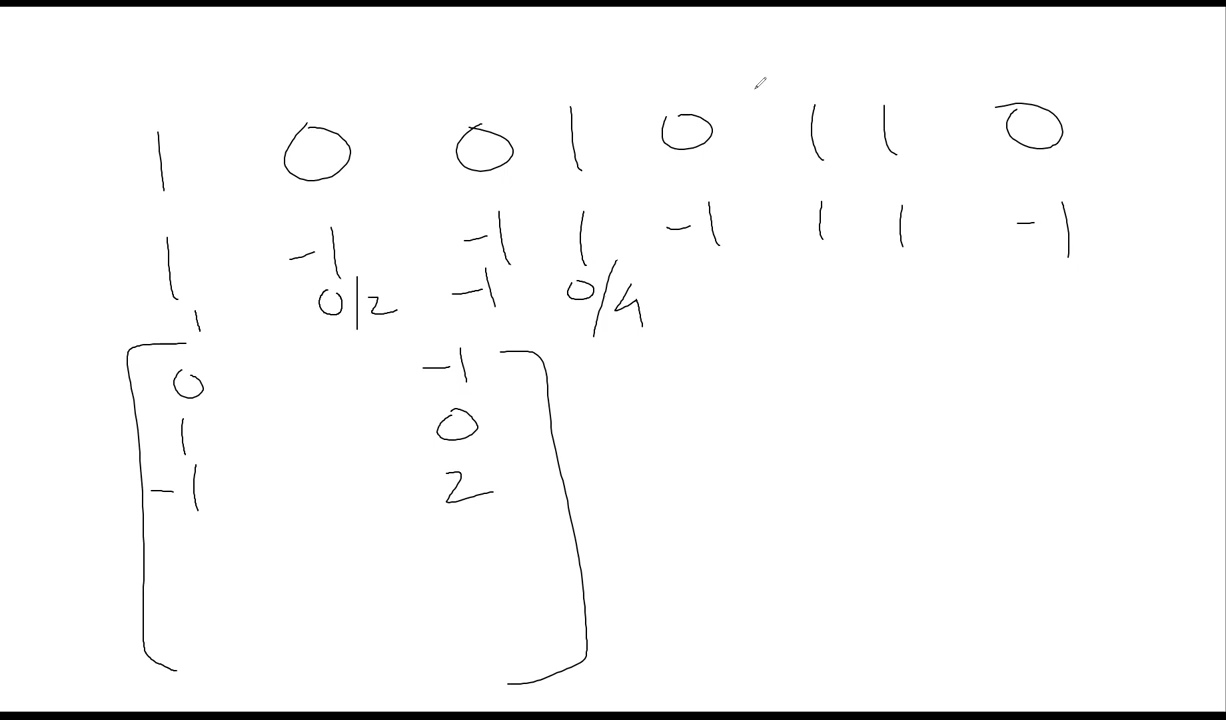 1 0 0 1 0 1 1 0
1 -1 -1 1 -1 1 1 -1
1 0/2 -1 0/4
0 -1
1 0
-1 2